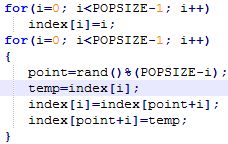 for(i=0; i<POPSIZE-1; i++)
index[i]=i;
for(i=0; i<POPSIZE-1; i++)
{
point=rand()%(POPSIZE-i);
temp=index[i];
index[i]=index[point+i];
index[point+i]=temp;
}